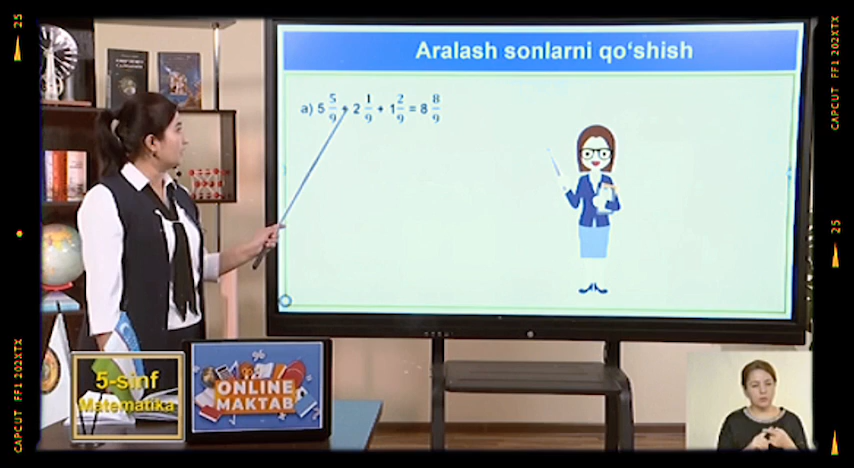 25
25
CAPCUT FF1 202XTX
Aralash sonlarni qo‘shish
a) 5 5/9 + 2 1/9 + 1 2/9 = 8 8/9
5-sinf
Matematika
ONLINE
MAKTAB
CAPCUT FF1 202XTX
25